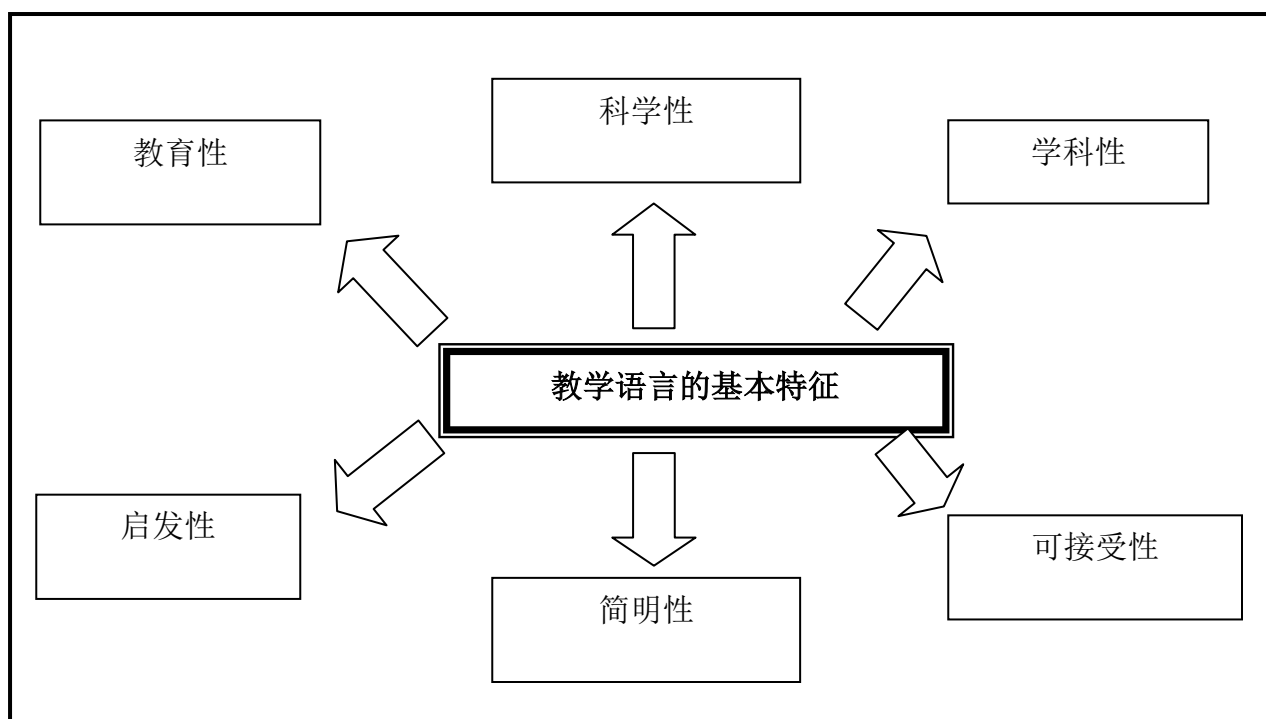 科学性
教育性
学科性
教学语言的基本特征
启发性
可接受性
简明性